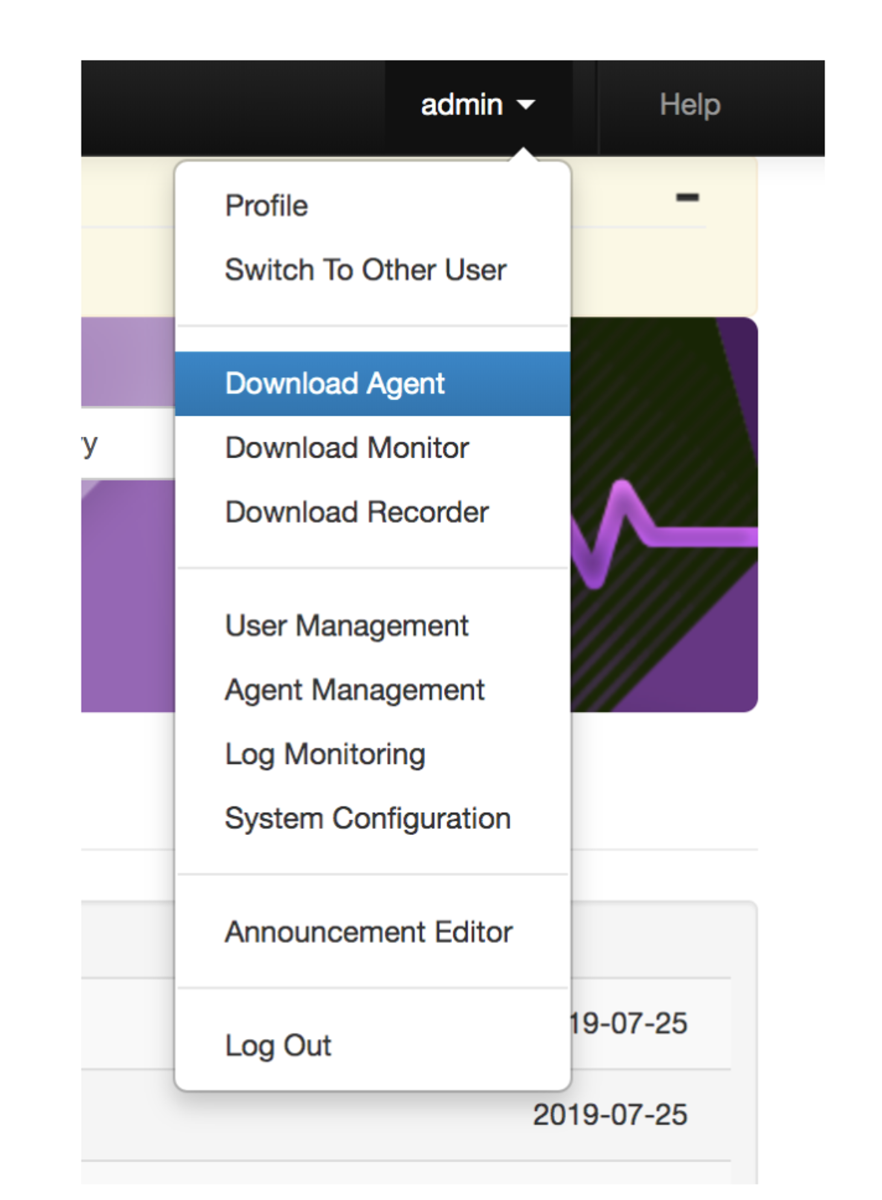 admin
Help
Profile
Switch To Other User
Download Agent
Download Monitor
Download Recorder
User Management
Agent Management
Log Monitoring
System Configuration
Announcement Editor
19-07-25
Log Out
2019-07-25